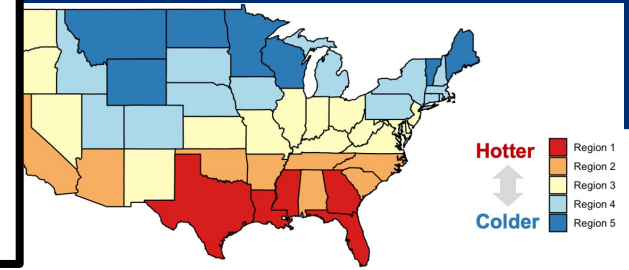 Hotter
Colder
Region 1
Region 2
Region 3
Region 4
Region 5